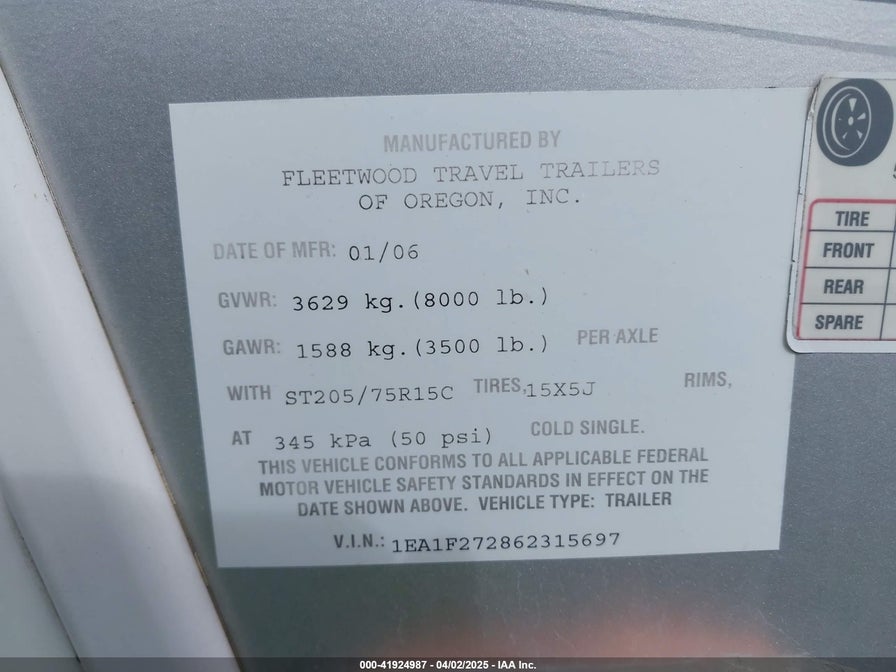 MANUFACTURED BY
FLEETWOOD TRAVEL TRAILERS
OF OREGON, INC.
DATE OF MFR: 01/06
GVWR: 3629 kg.(8000 lb.)
GAWR: 1588 kg.(3500 lb.) PER AXLE
WITH ST205/75R15C TIRES, 15X5J RIMS,
AT 345 kPa (50 psi) COLD SINGLE.
THIS VEHICLE CONFORMS TO ALL APPLICABLE FEDERAL
MOTOR VEHICLE SAFETY STANDARDS IN EFFECT ON THE
DATE SHOWN ABOVE. VEHICLE TYPE: TRAILER
V.I.N.: 1EA1F272862315697
TIRE
FRONT
REAR
SPARE
000-41924987 - 04/02/2025 - IAA Inc.